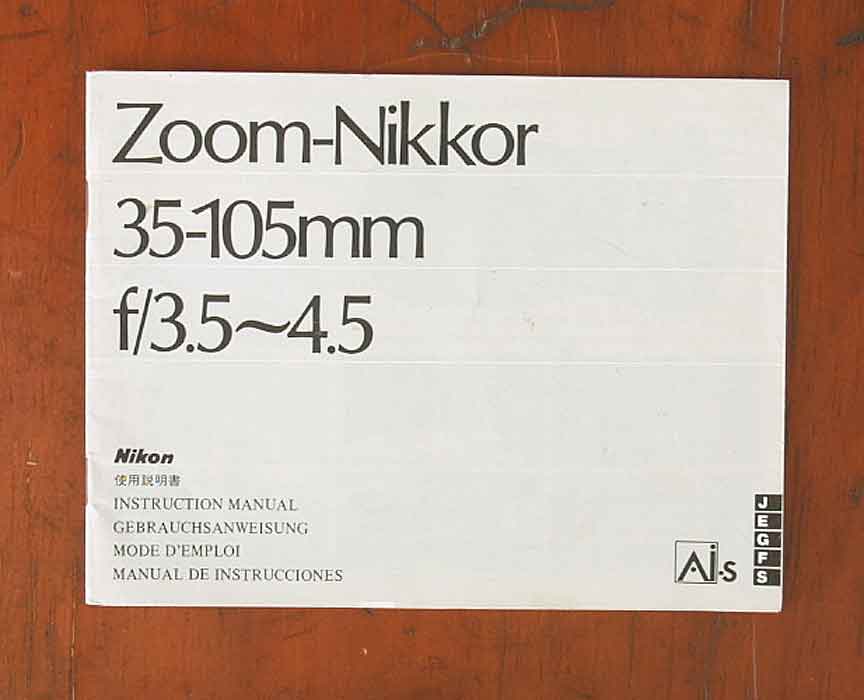 Zoom-Nikkor
35-105mm
f/3.5~4.5
Nikon
使用説明書
INSTRUCTION MANUAL
GEBRAUCHSANWEISUNG
MODE D'EMPLOI
MANUAL DE INSTRUCCIONES
Ai-s
J
E
G
F
S